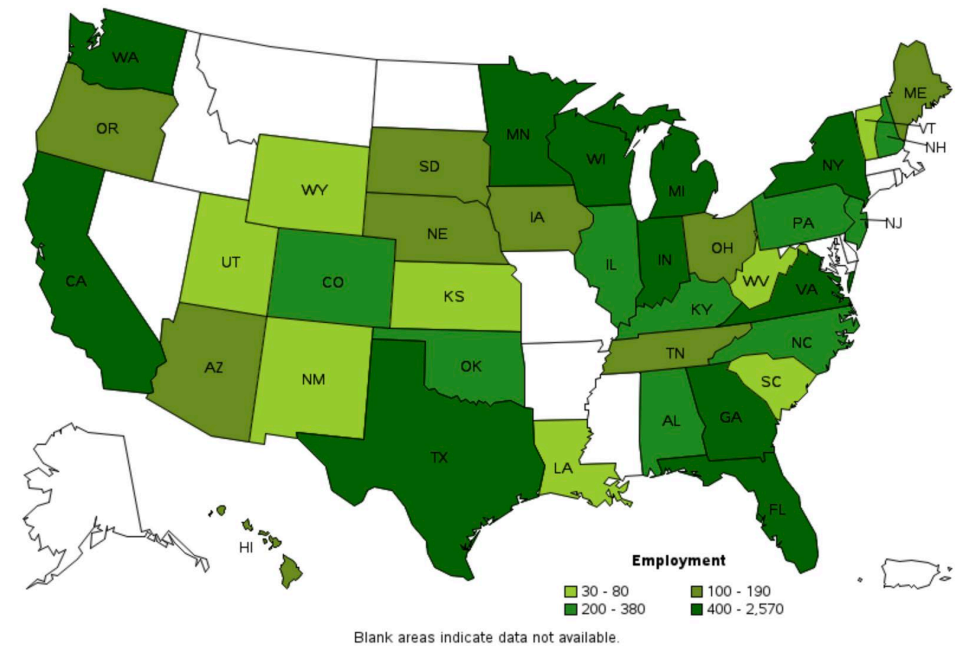 WA
ME
OR
MN
VT
NH
WI
NY
SD
MI
WY
IA
PA
NJ
NE
OH
UT
IL
IN
CO
WV
CA
VA
KS
KY
NC
TN
AZ
OK
NM
SC
AL
GA
TX
LA
FL
HI
Employment
30 - 80
100 - 190
200 - 380
400 - 2,570
Blank areas indicate data not available.